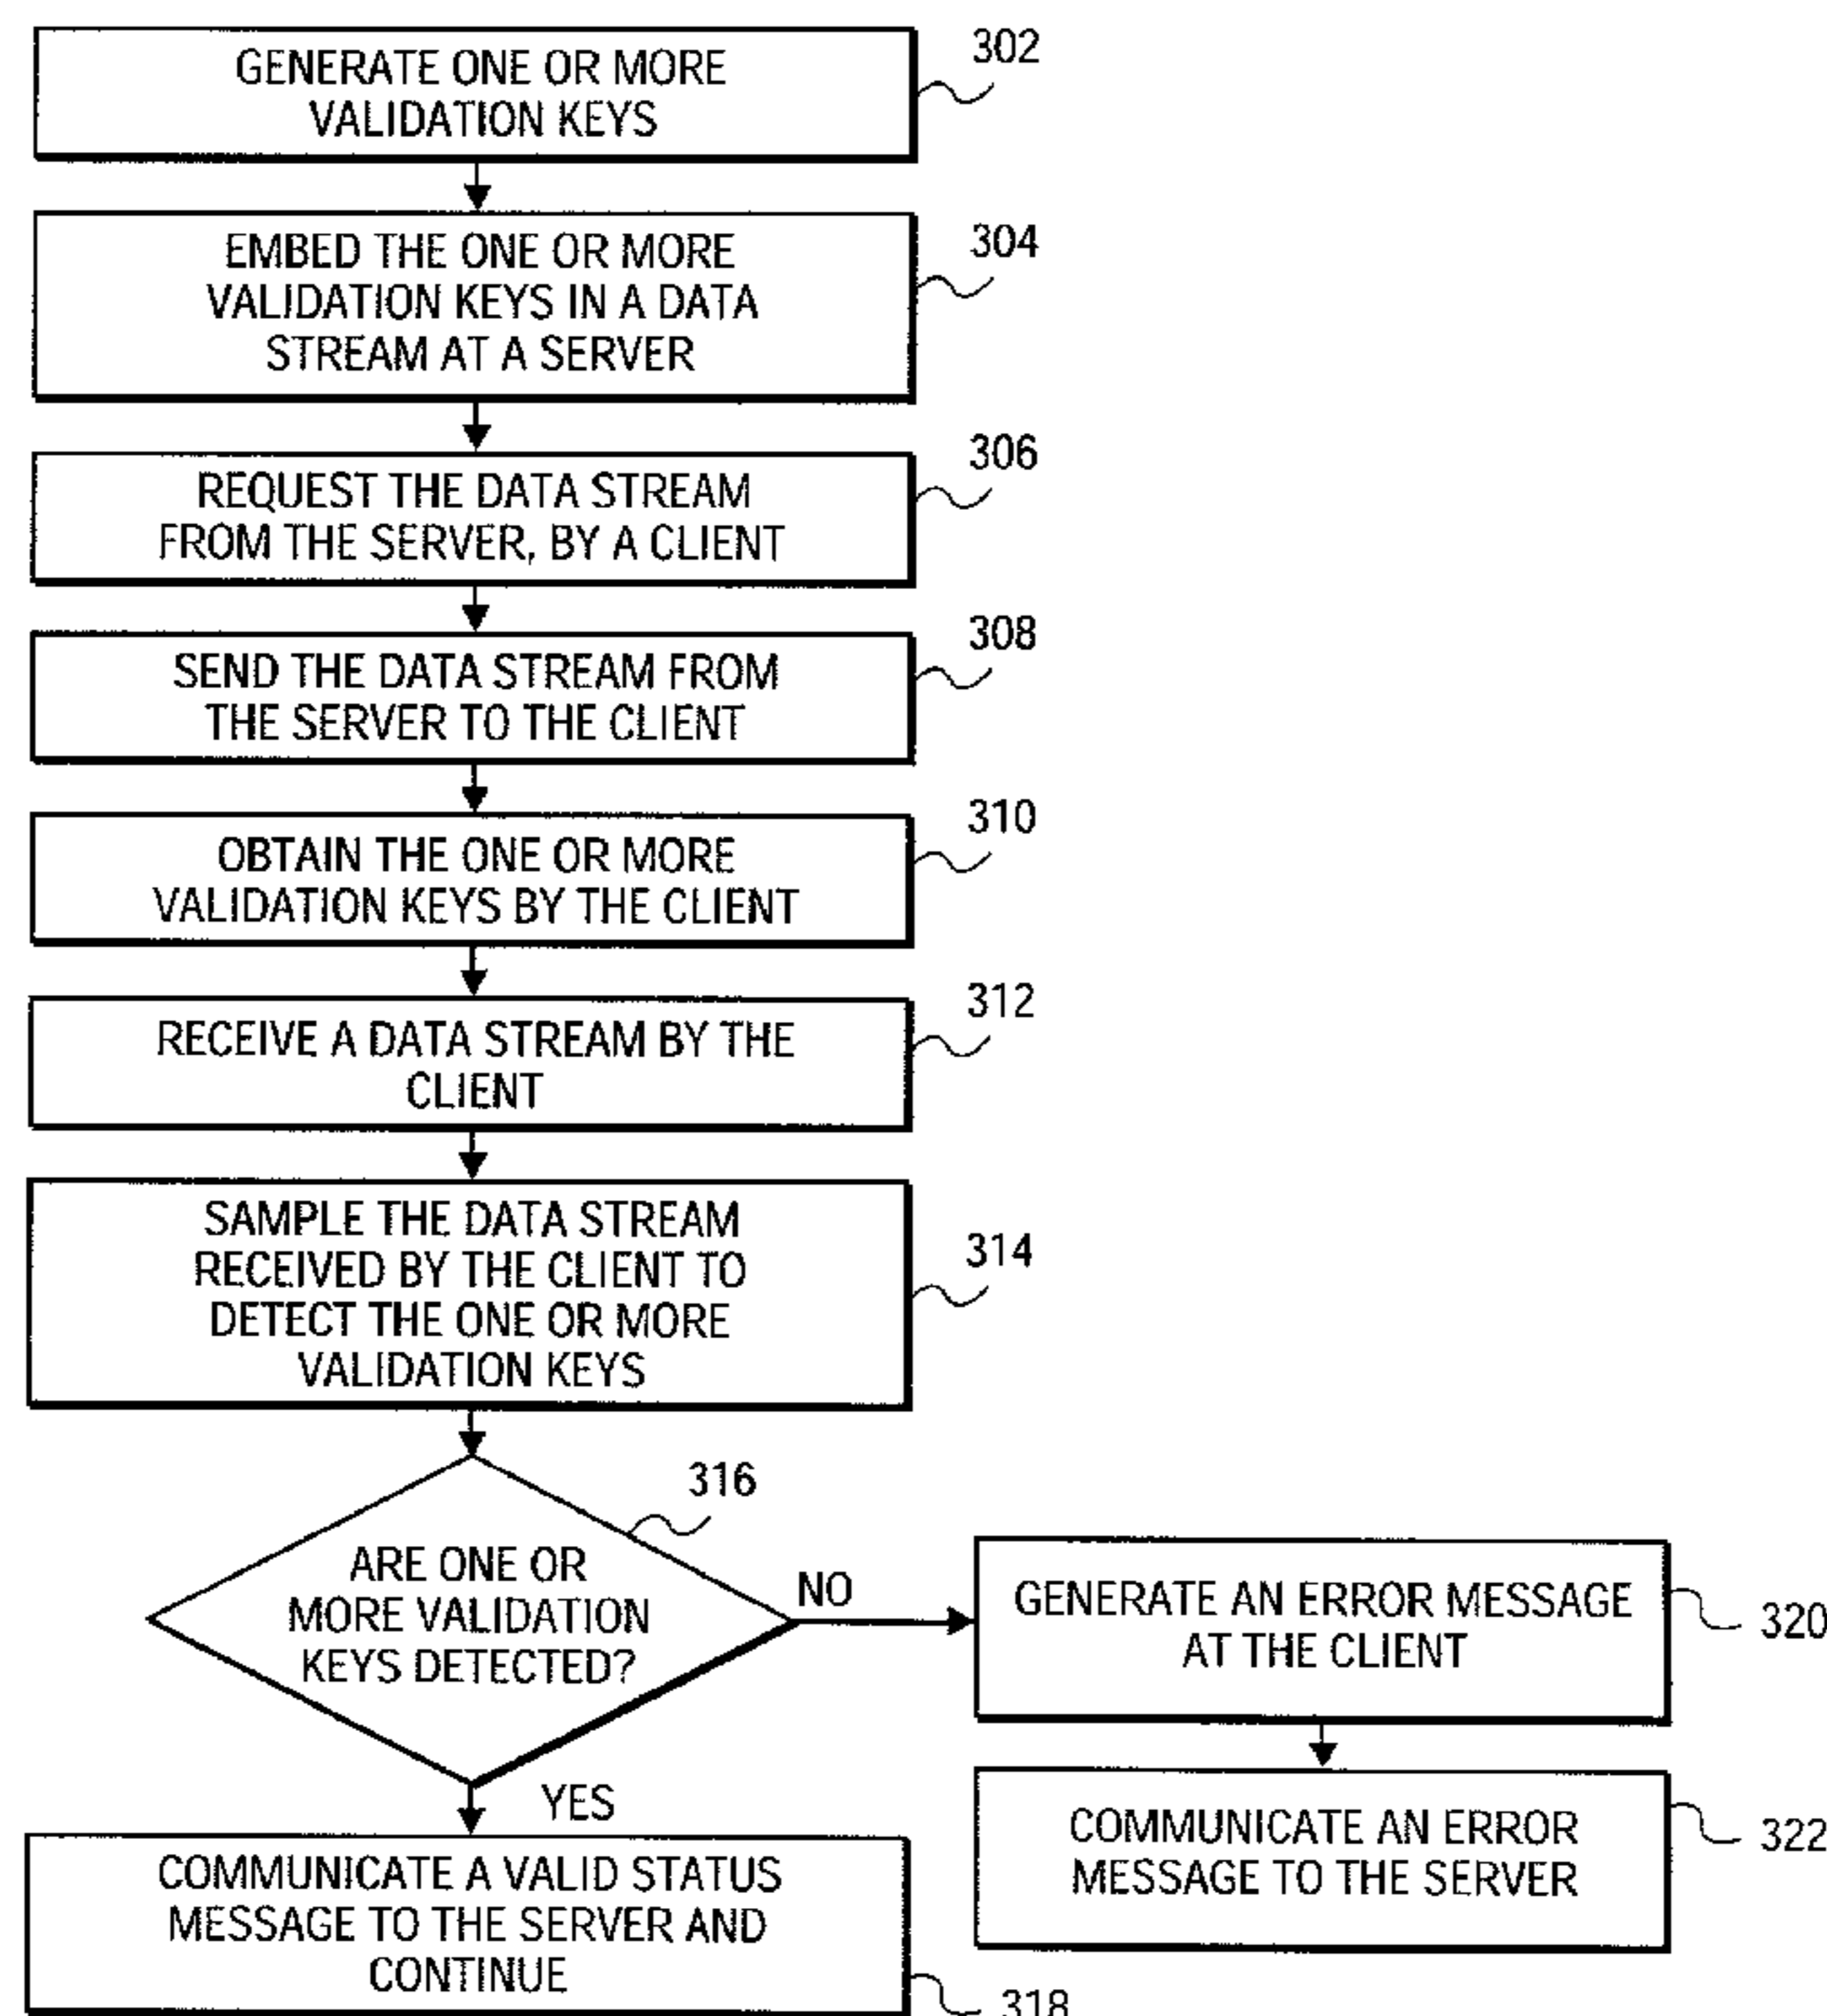 GENERATE ONE OR MORE
VALIDATION KEYS
302
EMBED THE ONE OR MORE
VALIDATION KEYS IN A DATA
STREAM AT A SERVER
304
REQUEST THE DATA STREAM
FROM THE SERVER, BY A CLIENT
306
SEND THE DATA STREAM FROM
THE SERVER TO THE CLIENT
308
OBTAIN THE ONE OR MORE
VALIDATION KEYS BY THE CLIENT
310
RECEIVE A DATA STREAM BY THE
CLIENT
312
SAMPLE THE DATA STREAM
RECEIVED BY THE CLIENT TO
DETECT THE ONE OR MORE
VALIDATION KEYS
314
ARE ONE OR
MORE VALIDATION
KEYS DETECTED?
316
NO
GENERATE AN ERROR MESSAGE
AT THE CLIENT
320
COMMUNICATE AN ERROR
MESSAGE TO THE SERVER
322
YES
COMMUNICATE A VALID STATUS
MESSAGE TO THE SERVER AND
CONTINUE
318